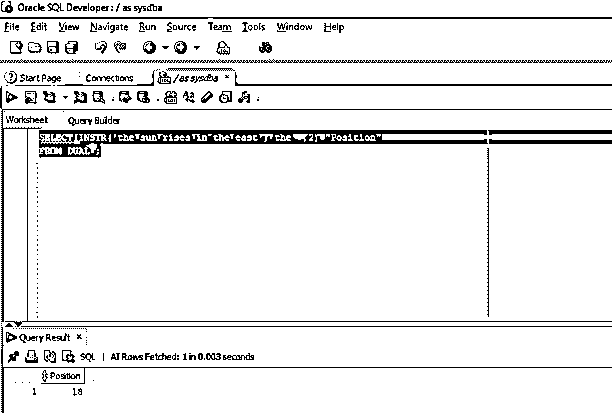 Oracle SQL Developer : / as sysdba
File Edit View Navigate Run Source Team Tools Window Help
Start Page Connections / as sysdba ×
Worksheet Query Builder
SELECT INSTR('the sun rises in the east', 'the ,2) "Position"
FROM DUAL;
Query Result ×
SQL | All Rows Fetched: 1 in 0.003 seconds
Position
1 18